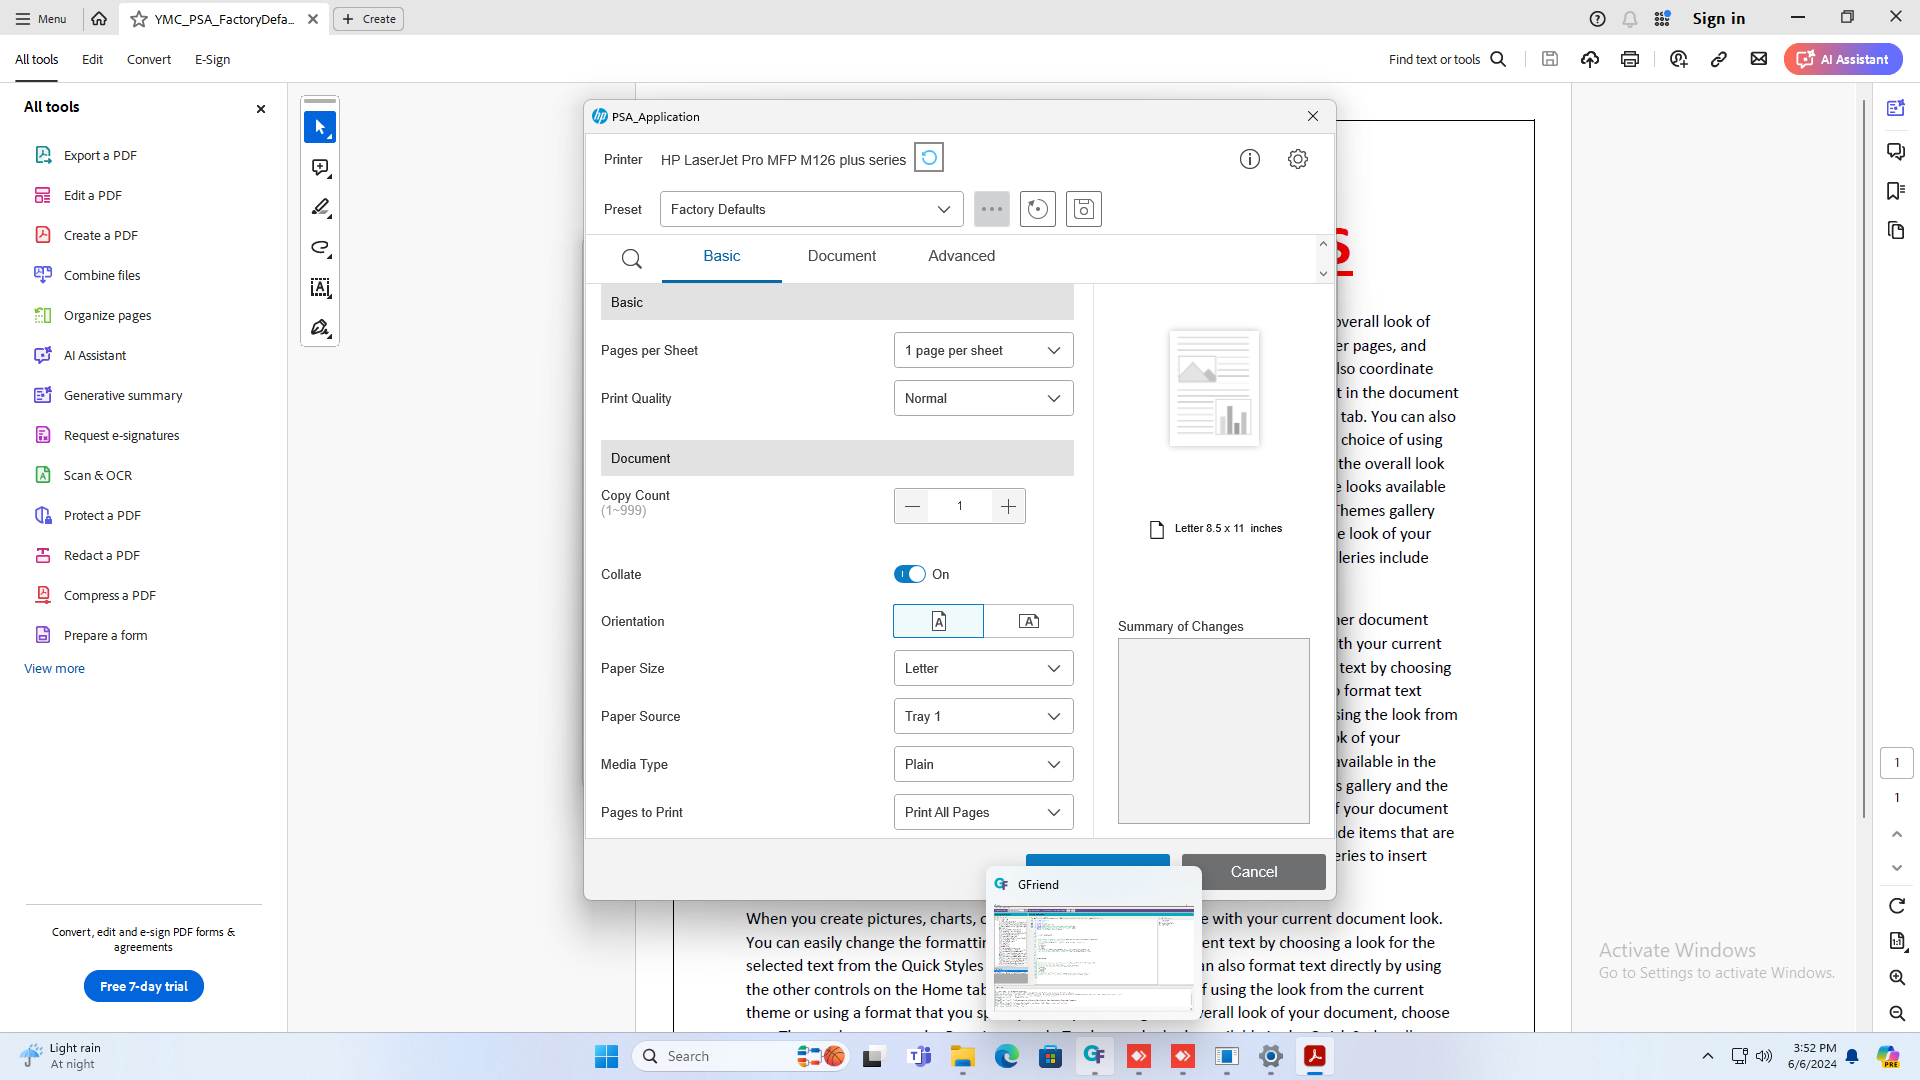 Menu
YMC_PSA_FactoryDefa...
Create
Sign in
All tools
Edit
Convert
E-Sign
Find text or tools
AI Assistant
All tools
Export a PDF
Edit a PDF
Create a PDF
Combine files
Organize pages
AI Assistant
Generative summary
Request e-signatures
Scan & OCR
Protect a PDF
Redact a PDF
Compress a PDF
Prepare a form
View more
Convert, edit and e-sign PDF forms & agreements
Free 7-day trial
PSA_Application
Printer
HP LaserJet Pro MFP M126 plus series
Preset
Factory Defaults
Basic
Document
Advanced
Basic
Pages per Sheet
1 page per sheet
Print Quality
Normal
Document
Copy Count
(1~999)
1
Collate
On
Orientation
Paper Size
Letter
Paper Source
Tray 1
Media Type
Plain
Pages to Print
Print All Pages
Letter 8.5 x 11 inches
Summary of Changes
Cancel
GFriend
S
overall look of
er pages, and
lso coordinate
t in the document
tab. You can also
choice of using
the overall look
e looks available
Themes gallery
e look of your
lleries include
her document
th your current
text by choosing
o format text
sing the look from
ok of your
available in the
s gallery and the
f your document
de items that are
eries to insert
When you create pictures, charts, c
e with your current document look.
You can easily change the formattin
ent text by choosing a look for the
selected text from the Quick Styles
an also format text directly by using
the other controls on the Home tab
f using the look from the current
theme or using a format that you sp
verall look of your document, choose
Activate Windows
Go to Settings to activate Windows.
1
1
Light rain
At night
Search
3:52 PM
6/6/2024
PRE